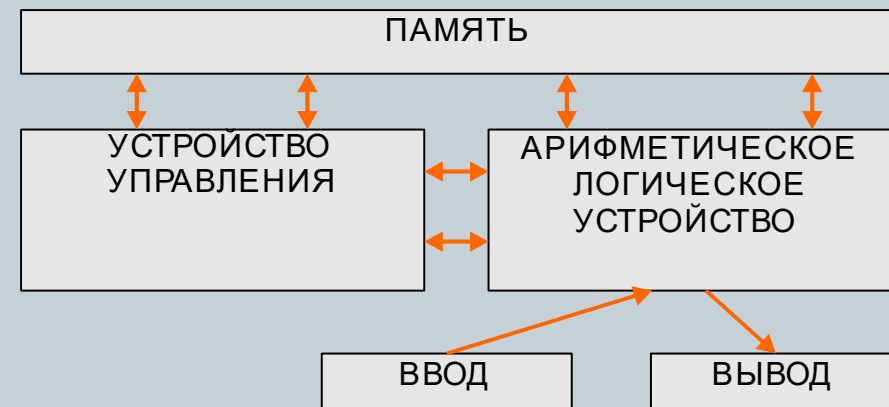 ПАМЯТЬ
УСТРОЙСТВО
УПРАВЛЕНИЯ
АРИФМЕТИЧЕСКОЕ
ЛОГИЧЕСКОЕ
УСТРОЙСТВО
ВВОД
ВЫВОД